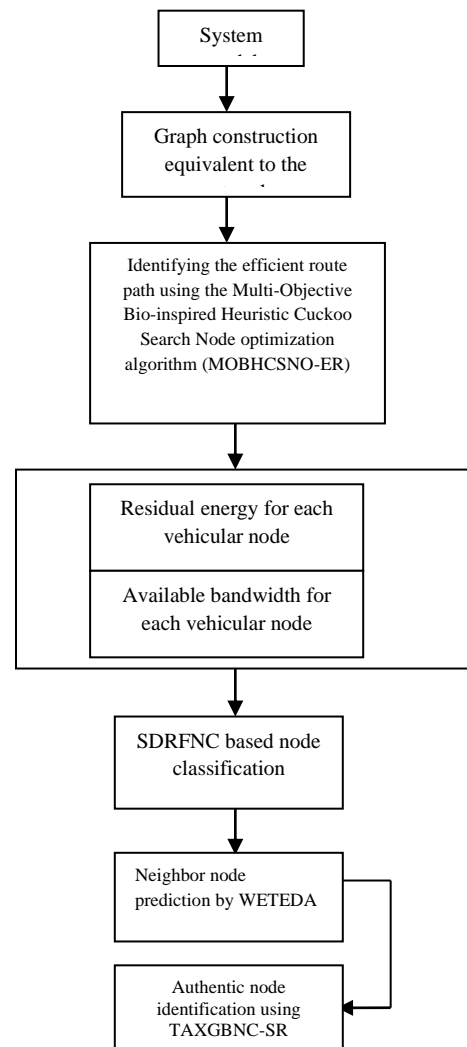 System
Graph construction
equivalent to the
Identifying the efficient route
path using the Multi-Objective
Bio-inspired Heuristic Cuckoo
Search Node optimization
algorithm (MOBHCSNO-ER)
Residual energy for each
vehicular node
Available bandwidth for
each vehicular node
SDRFNC based node
classification
Neighbor node
prediction by WETEDA
Authentic node
identification using
TAXGBNC-SR